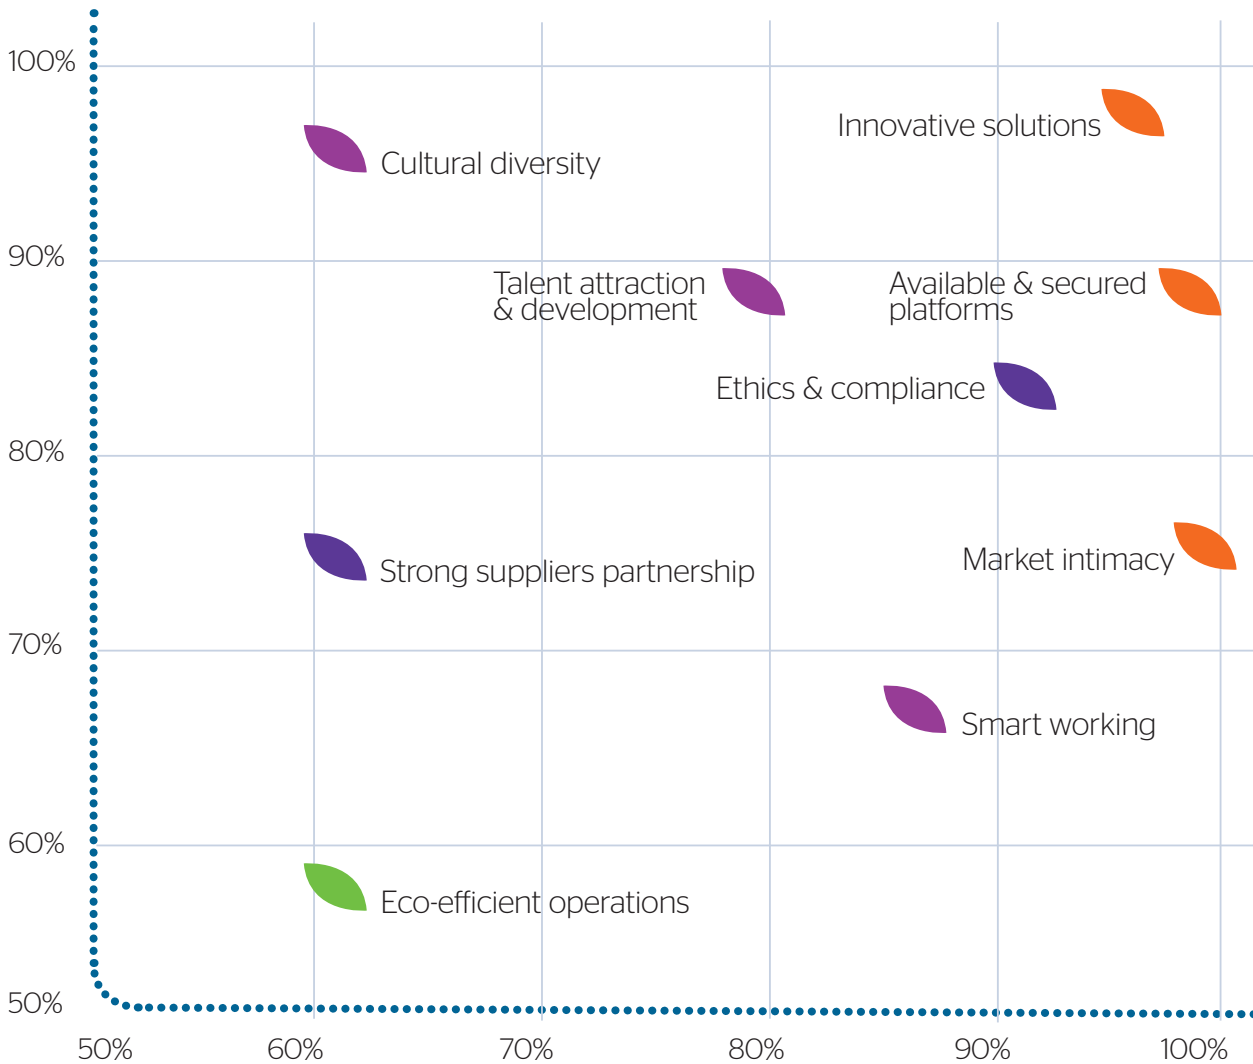 100%
Innovative solutions
Cultural diversity
90%
Talent attraction
& development
Available & secured
platforms
Ethics & compliance
80%
Strong suppliers partnership
Market intimacy
70%
Smart working
60%
Eco-efficient operations
50%
50% 60% 70% 80% 90% 100%